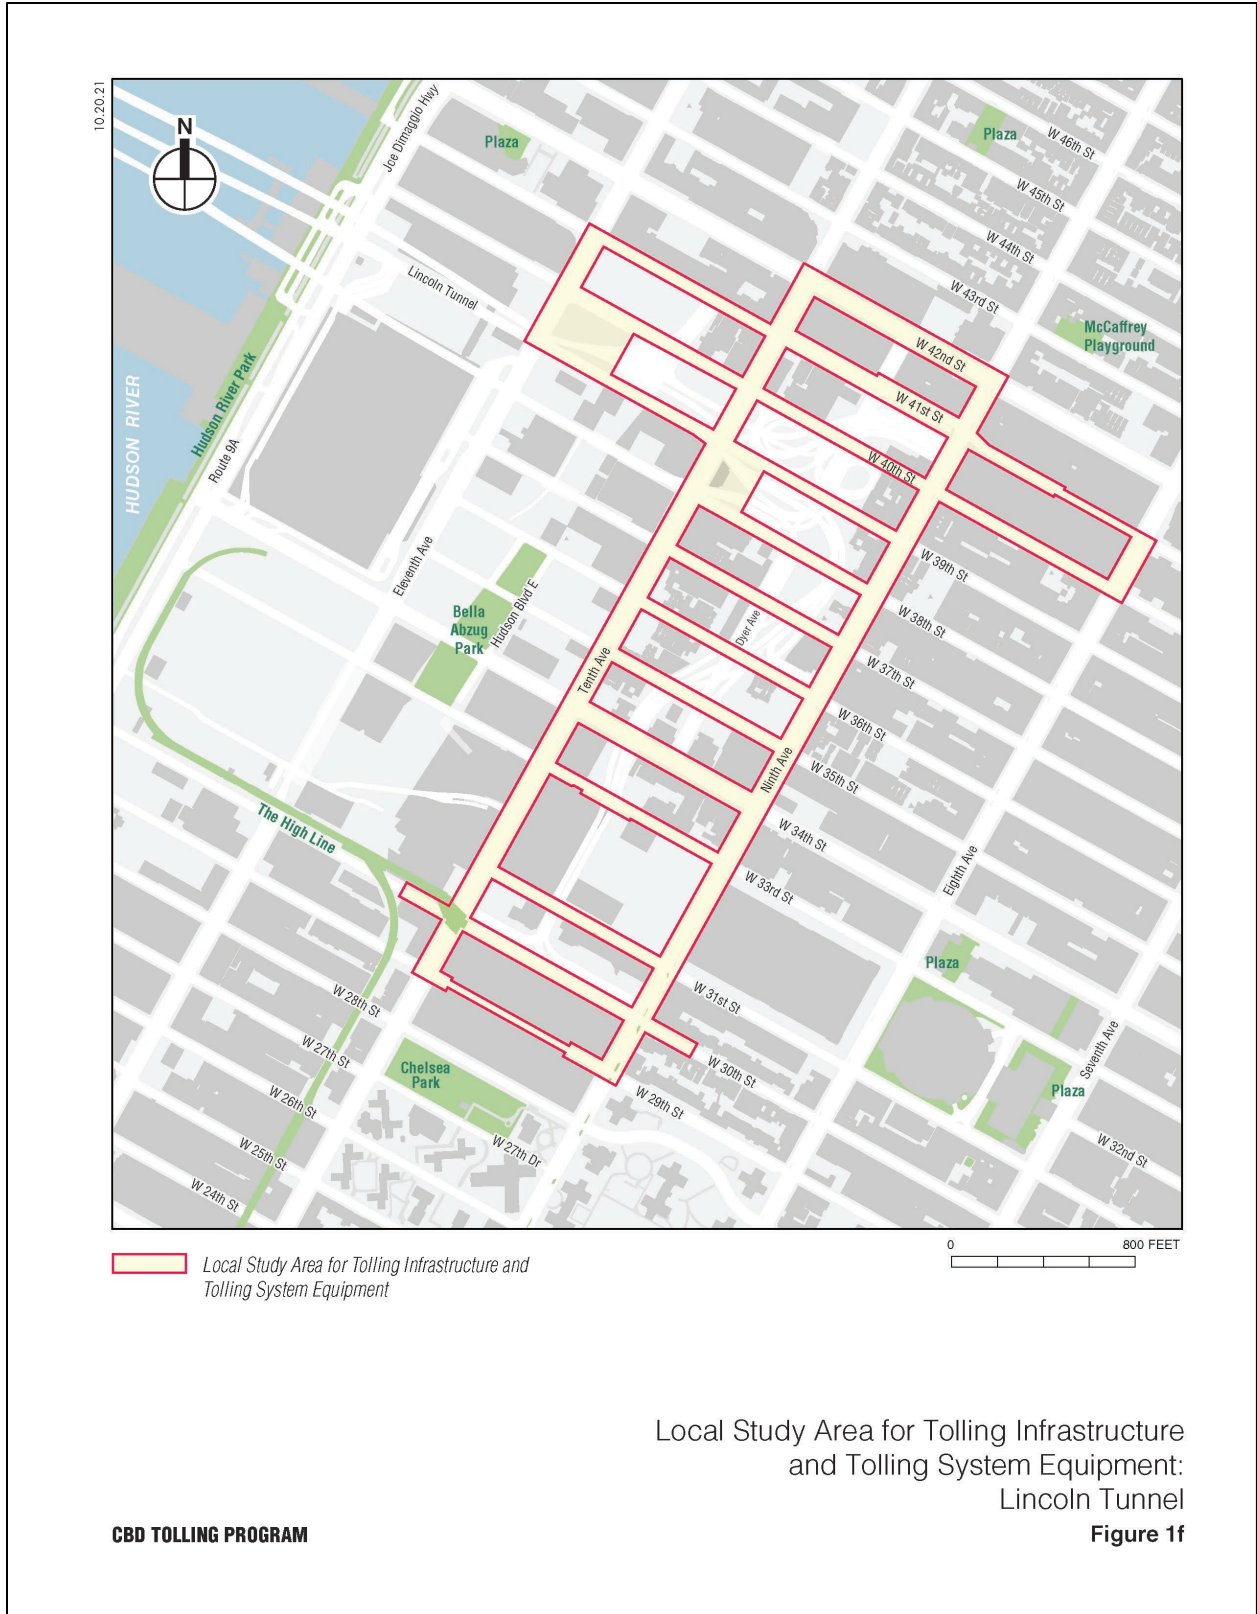 10.20.21
N
Joe Dimaggio Hwy
Plaza
Plaza
W 46th St
W 45th St
W 44th St
W 43rd St
Lincoln Tunnel
McCaffrey
Playground
W 42nd St
W 41st St
W 40th St
HUDSON RIVER
Hudson River Park
Route 9A
Eleventh Ave
Bella
Abzug
Park
Hudson Blvd E
W 39th St
W 38th St
W 37th St
W 36th St
W 35th St
W 34th St
W 33rd St
Dyer Ave
Tenth Ave
Ninth Ave
Eighth Ave
The High Line
Plaza
W 31st St
W 30th St
W 29th St
W 28th St
W 27th St
W 26th St
W 25th St
W 24th St
Chelsea
Park
W 27th Dr
Seventh Ave
Plaza
W 32nd St
Local Study Area for Tolling Infrastructure and
Tolling System Equipment
0 800 FEET
Local Study Area for Tolling Infrastructure
and Tolling System Equipment:
Lincoln Tunnel
CBD TOLLING PROGRAM
Figure 1f